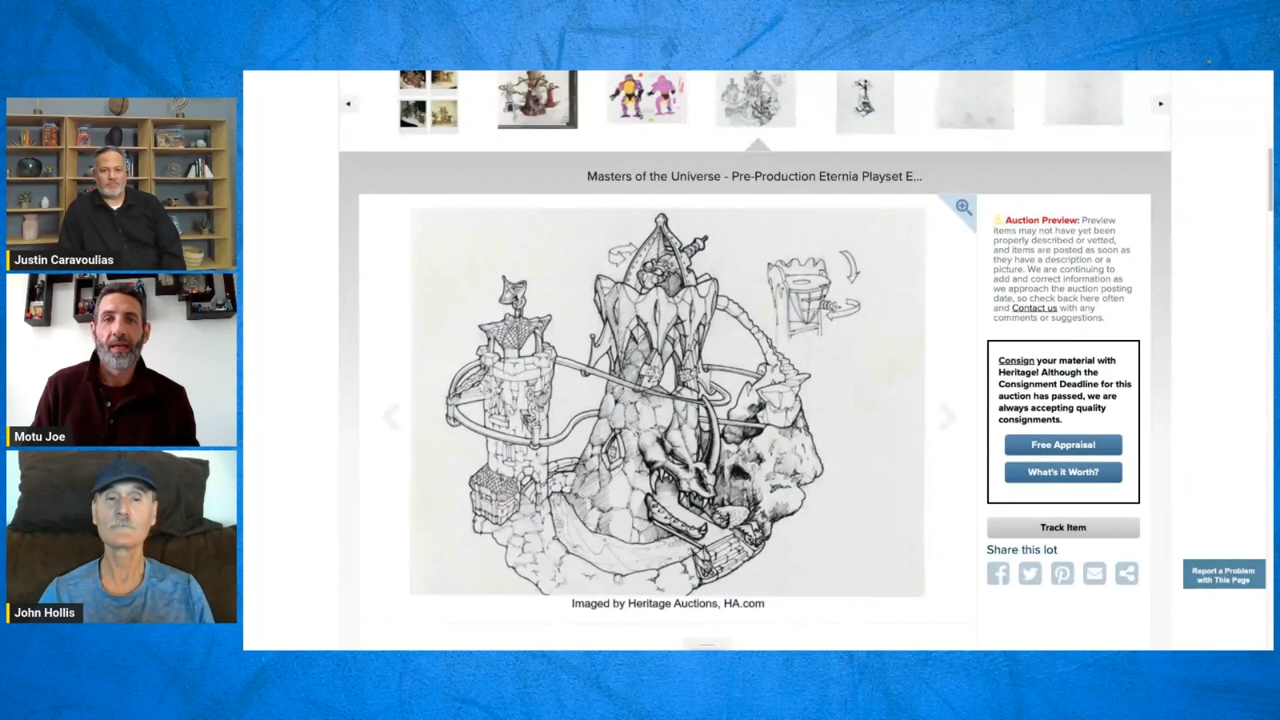 Justin Caravoulias
Motu Joe
John Hollis
Masters of the Universe - Pre-Production Eternia Playset E...
Imaged by Heritage Auctions, HA.com
Auction Preview: Preview
items may not have yet been
properly described or vetted,
and items are posted as soon as
they have a description or a
picture. We are continuing to
add and correct information as
we approach the auction posting
date, so check back here often
and Contact us with any
comments or suggestions.
Consign your material with
Heritage! Although the
Consignment Deadline for this
auction has passed, we are
always accepting quality
consignments.
Free Appraisal
What's it Worth?
Track Item
Share this lot
Report a Problem
with This Page